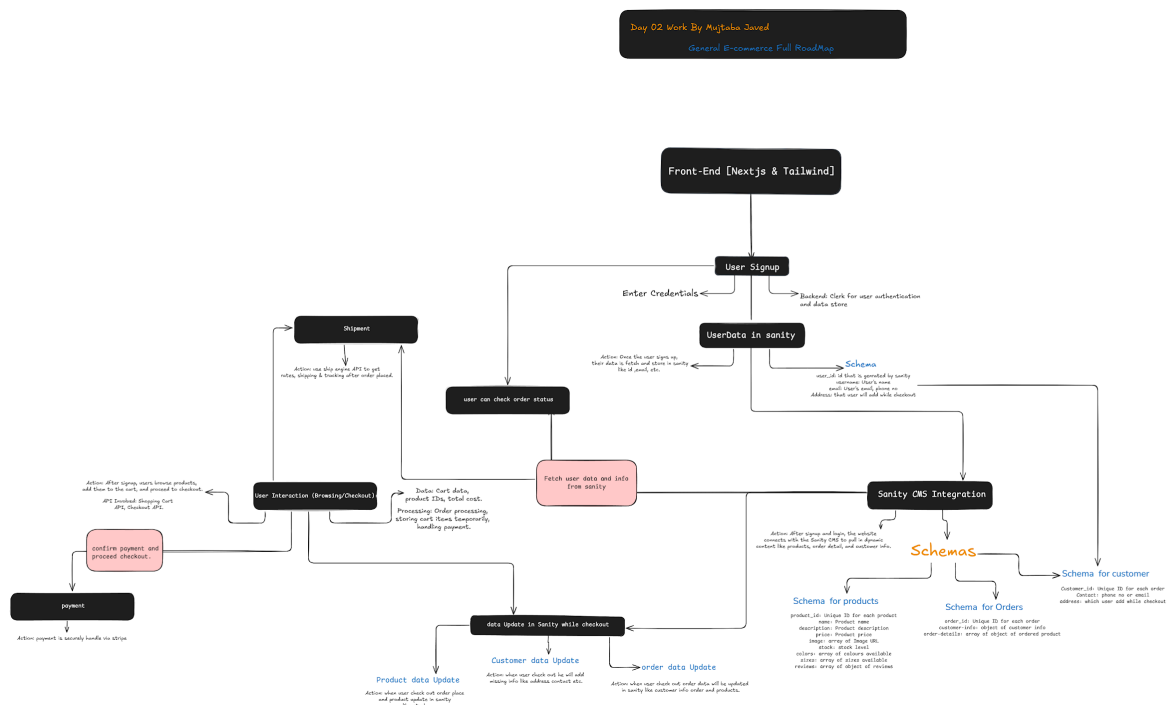 Day 02 Work By Mujtaba Javed
General E-commerce Full RoadMap
Front-End [Nextjs & Tailwind]
User Signup
Enter Credentials
Backend: Clerk for user authentication
and data store
UserData in sanity
Action: Once the user signs up,
their data is fetch and store in sanity
like id ,email, etc.
Schema
user_id: id that is genrated by sanity
username: User's name
email: User's email, phone no
Address: that user will add while checkout
Shipment
Action: use ship engine API to get
rates, shipping & tracking after order placed.
user can check order status
Fetch user data and info
from sanity
User Interaction (Browsing/Checkout):
Action: After signup, users browse products,
add them to the cart, and proceed to checkout.
API Invoked: Shopping Cart
API, Checkout API.
Data: Cart data,
product IDs, total cost.
Processing: Order processing,
storing cart items temporarily,
handling payment.
confirm payment and
proceed checkout.
payment
Action: payment is securely handle via stripe
Sanity CMS Integration
Action: After signup and login, the website
connects with the Sanity CMS to pull in dynamic
content like products, order detail, and customer info.
Schemas
Schema for customer
Customer_id: Unique ID for each order
Contact: phone no or email
address: which user add while checkout
Schema for products
product_id: Unique ID for each product
name: Product name
description: Product description
price: Product price
image: array of Image URL
stock: stock level
colors: array of colours available
sizes: array of sizes available
reviews: array of object of reviews
Schema for Orders
order_id: Unique ID for each order
customer-info: object of customer info
order-details: array of object of ordered product
data Update in Sanity while checkout
Customer data Update
Action: when user check out he will add
missing info like address contact etc.
order data Update
Action: when user check out order data will be updated
in sanity like customer info order and products.
Product data Update
Action: when user check out order place
and product update in sanity